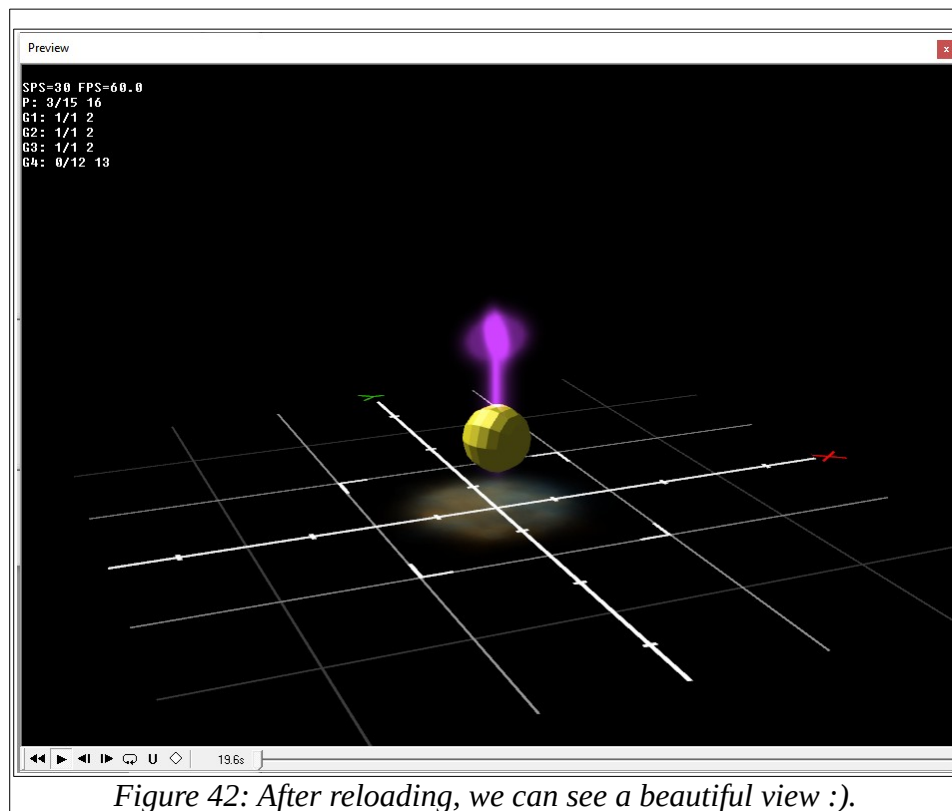 Preview
x
SPS=30 FPS=60.0
P: 3/15 16
G1: 1/1 2
G2: 1/1 2
G3: 1/1 2
G4: 0/12 13
Y
X
U 19.6s
Figure 42: After reloading, we can see a beautiful view :).